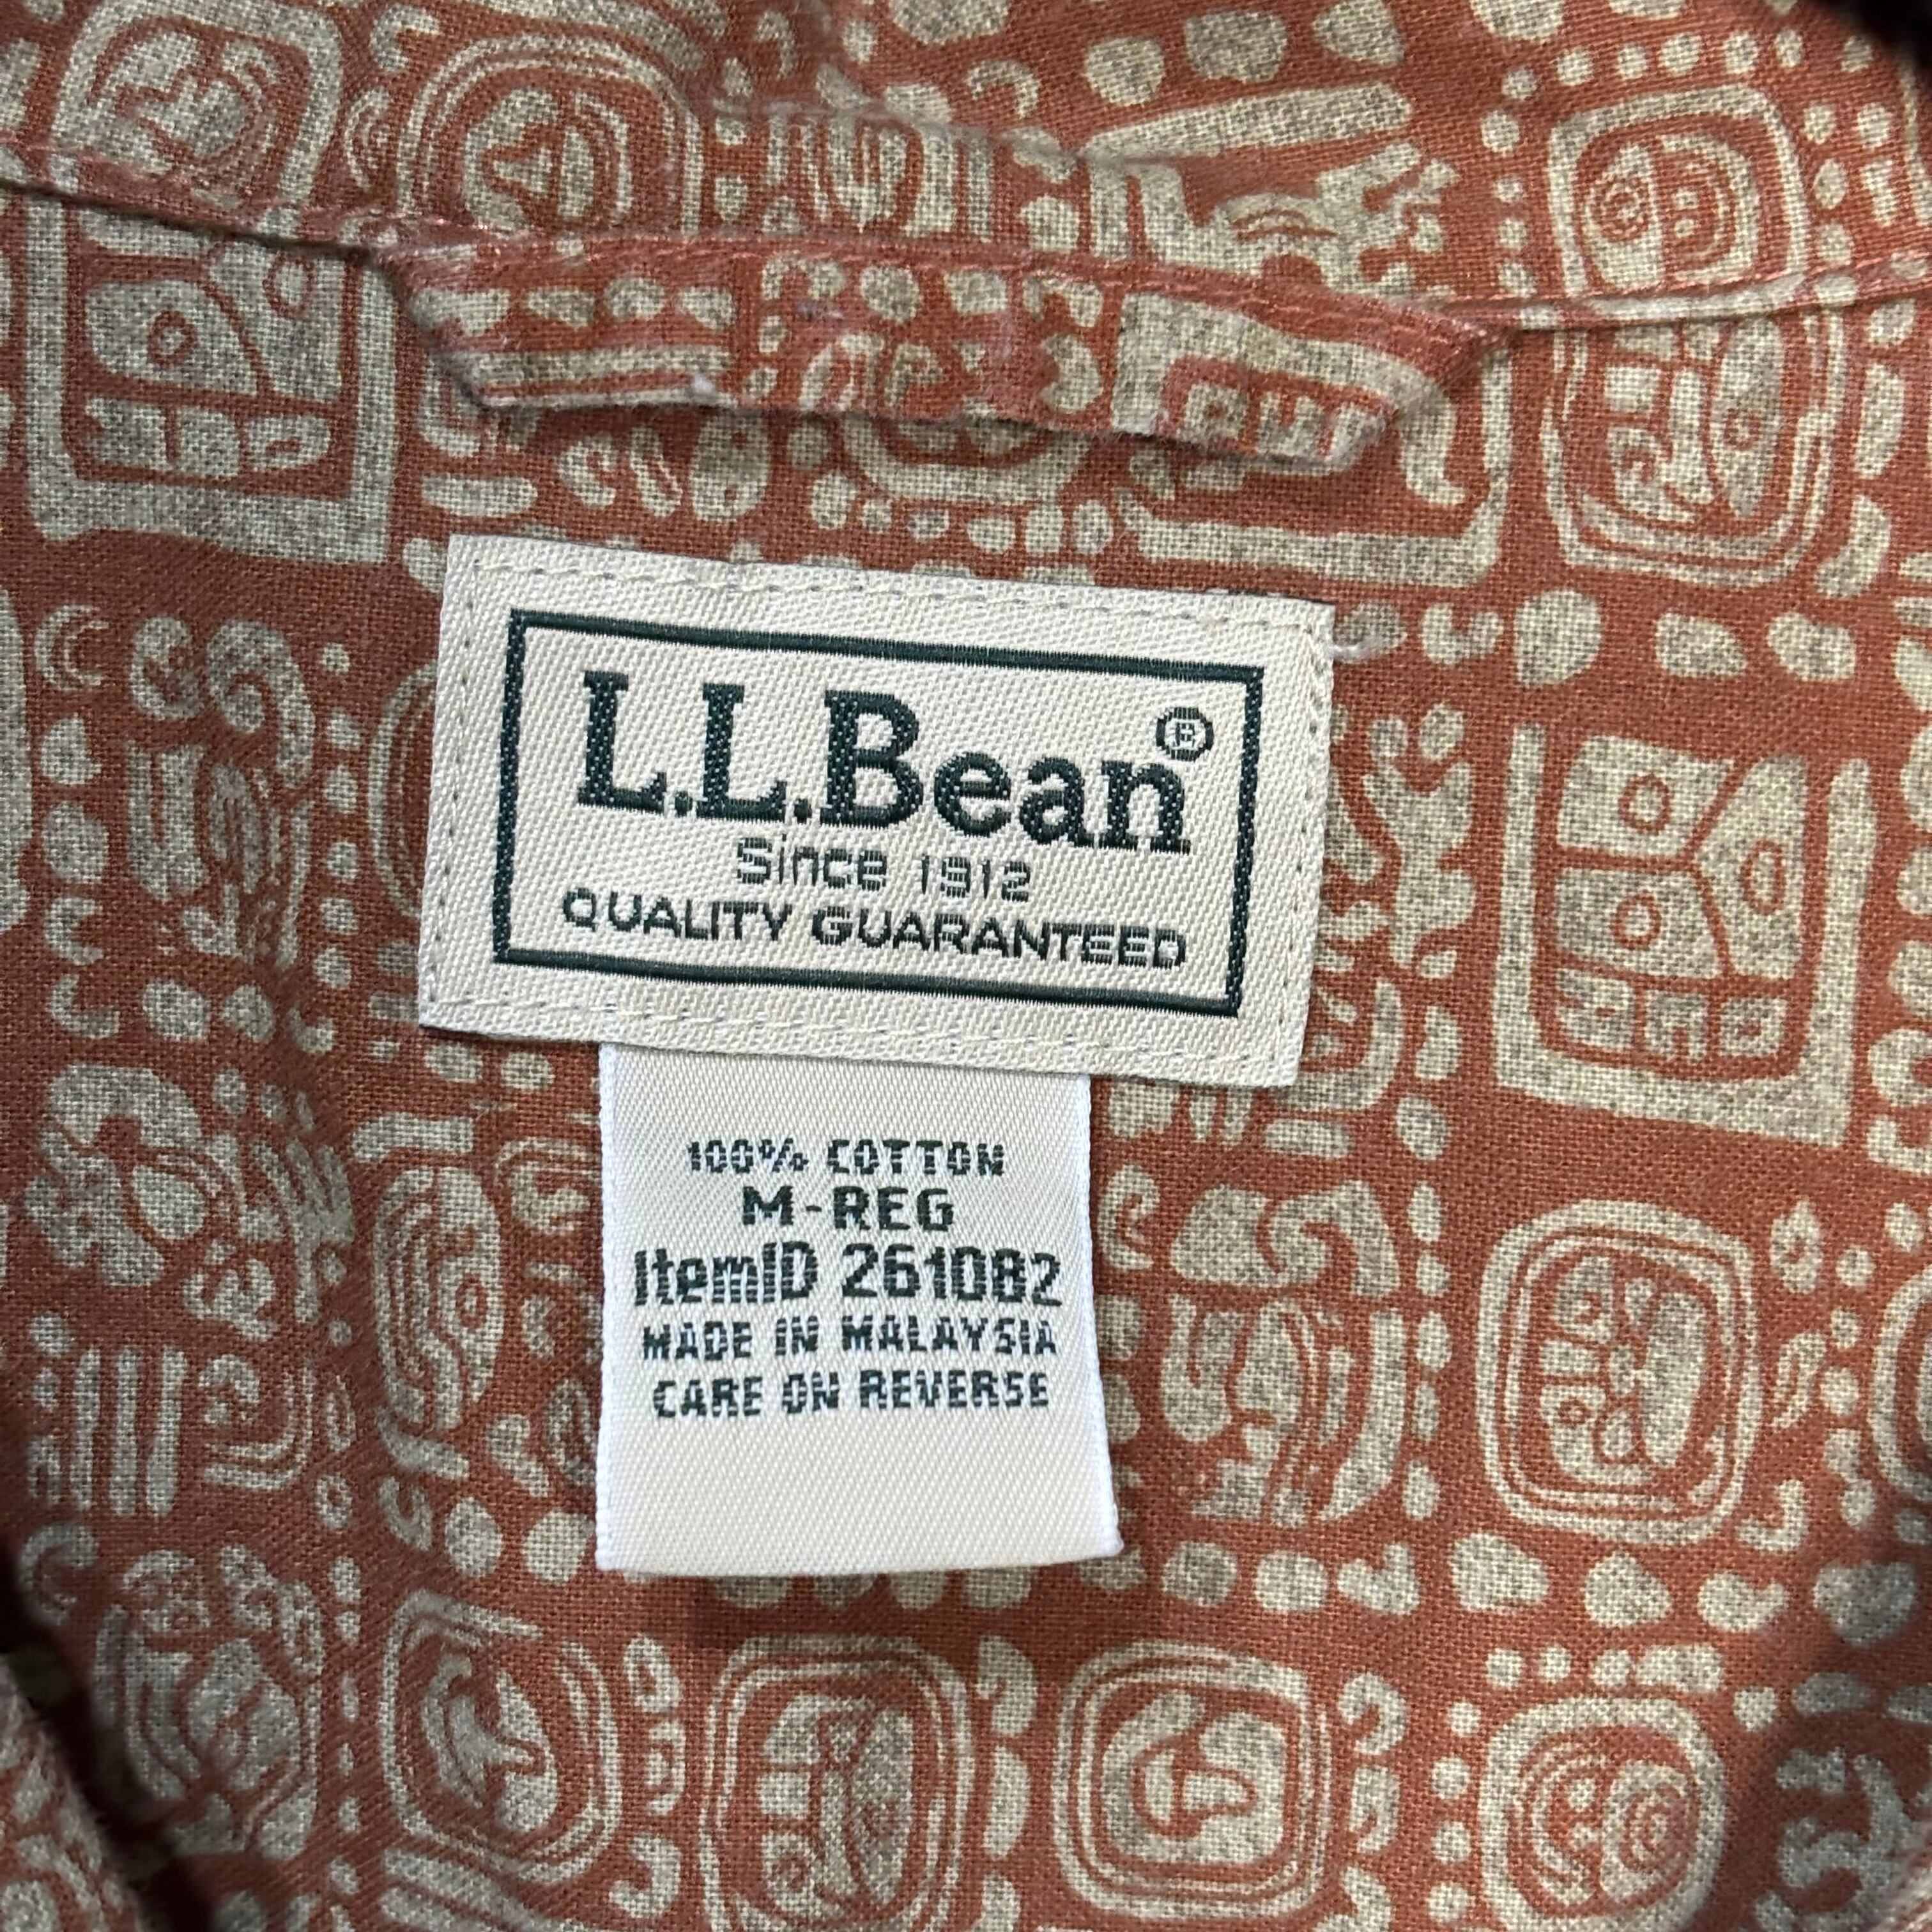 L.L.Bean®
Since 1912
QUALITY GUARANTEED
100% COTTON
M-REG
ItemID 261082
MADE IN MALAYSIA
CARE ON REVERSE